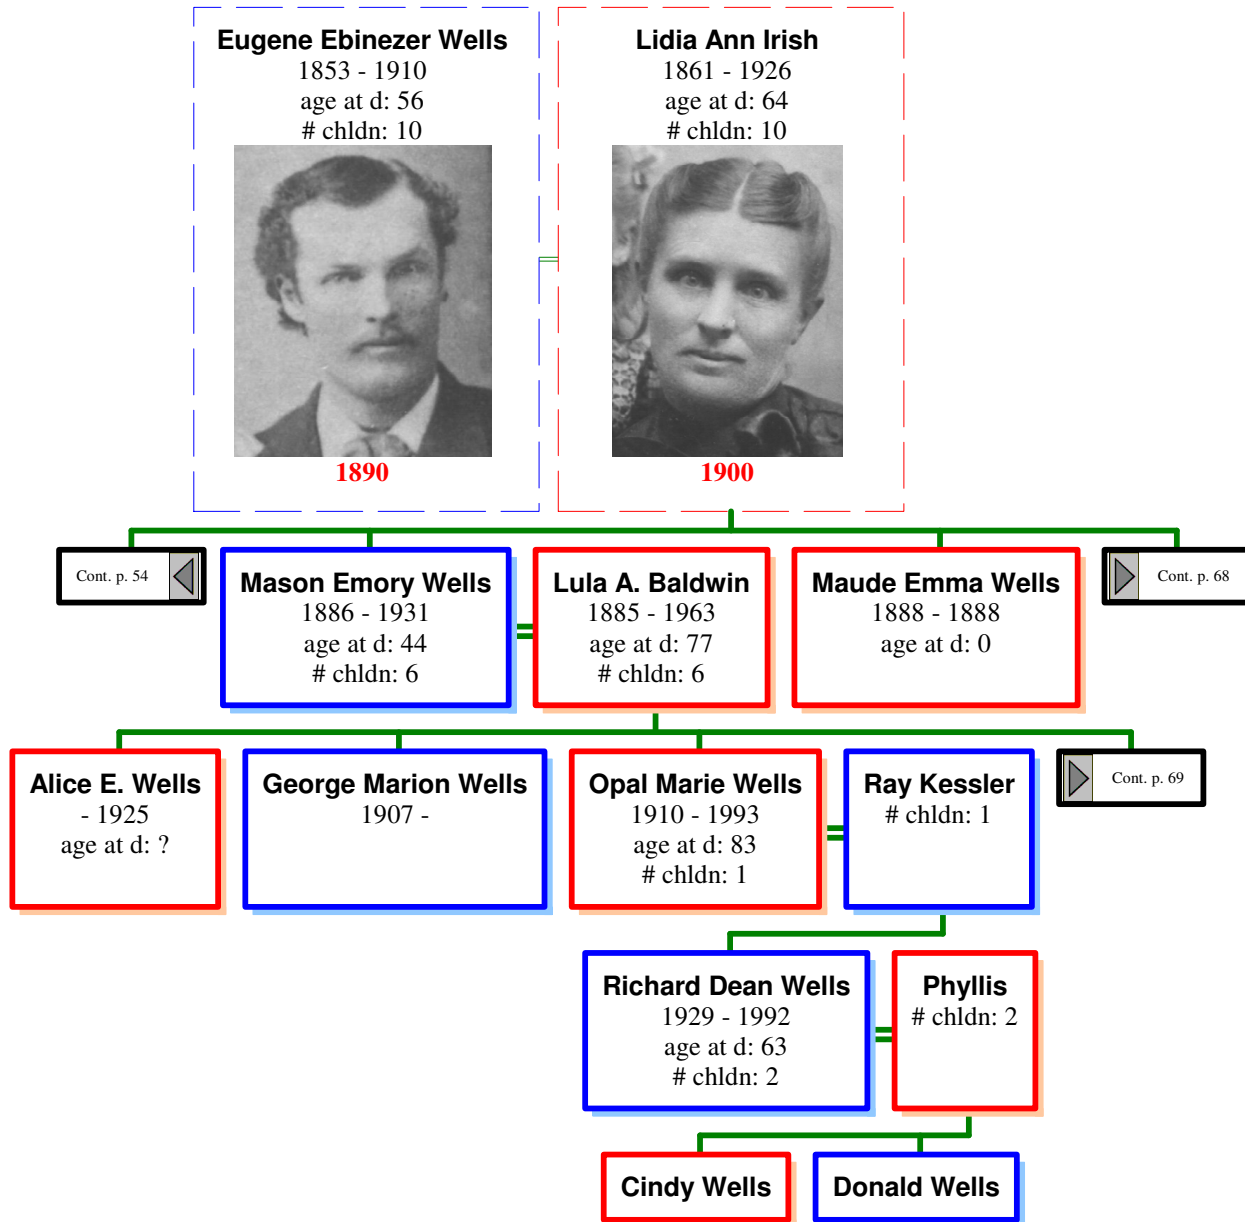 Eugene Ebinezer Wells
1853 - 1910
age at d: 56
# chldn: 10
1890
Lidia Ann Irish
1861 - 1926
age at d: 64
# chldn: 10
1900
Cont. p. 54
Mason Emory Wells
1886 - 1931
age at d: 44
# chldn: 6
Lula A. Baldwin
1885 - 1963
age at d: 77
# chldn: 6
Maude Emma Wells
1888 - 1888
age at d: 0
Cont. p. 68
Alice E. Wells
- 1925
age at d: ?
George Marion Wells
1907 -
Opal Marie Wells
1910 - 1993
age at d: 83
# chldn: 1
Ray Kessler
# chldn: 1
Cont. p. 69
Richard Dean Wells
1929 - 1992
age at d: 63
# chldn: 2
Phyllis
# chldn: 2
Cindy Wells
Donald Wells